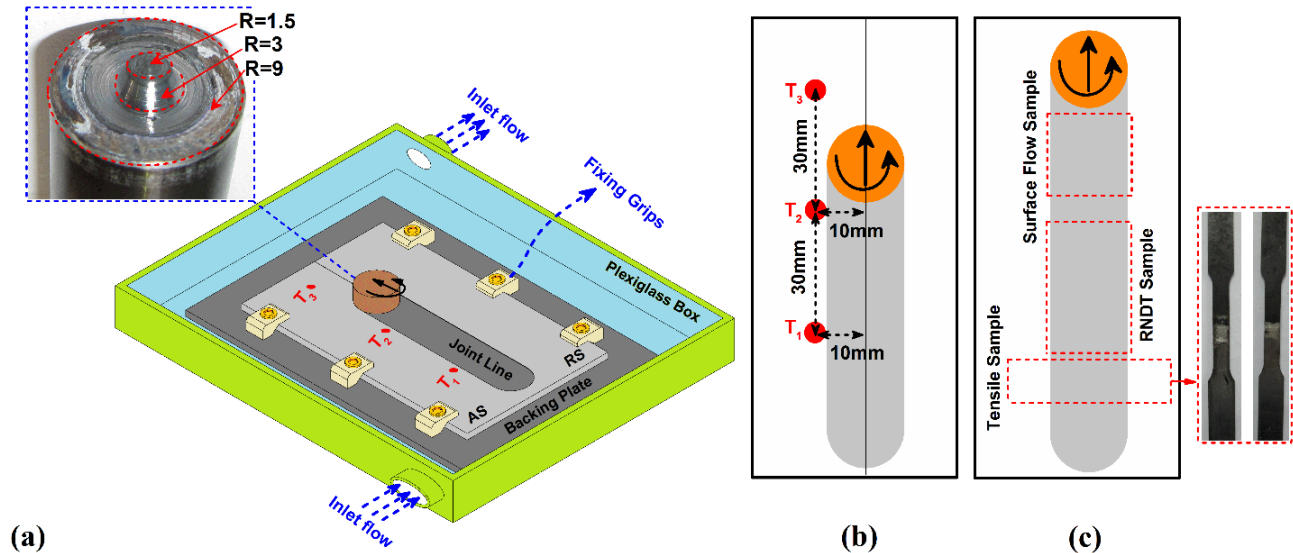 R=1.5
R=3
R=9
Inlet flow
Fixing Grips
Plexiglass Box
T3
T2
T1
Joint Line
RS
AS
Backing Plate
Inlet flow
(a)
T3
30mm
T2
10mm
30mm
T1
10mm
(b)
Surface Flow Sample
RNDT Sample
Tensile Sample
(c)